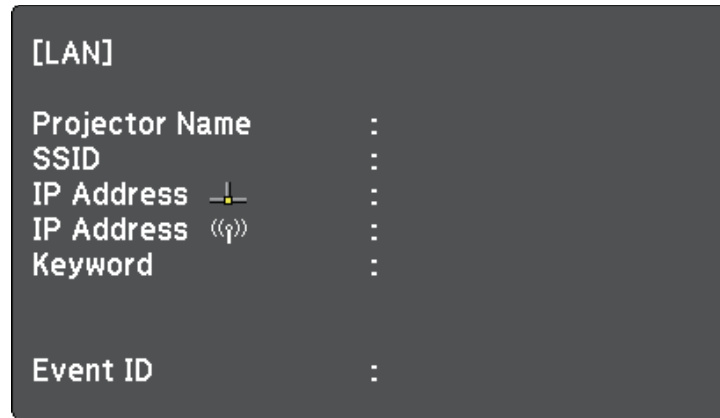 [LAN]
Projector Name :
SSID :
IP Address :
IP Address :
Keyword :
Event ID :